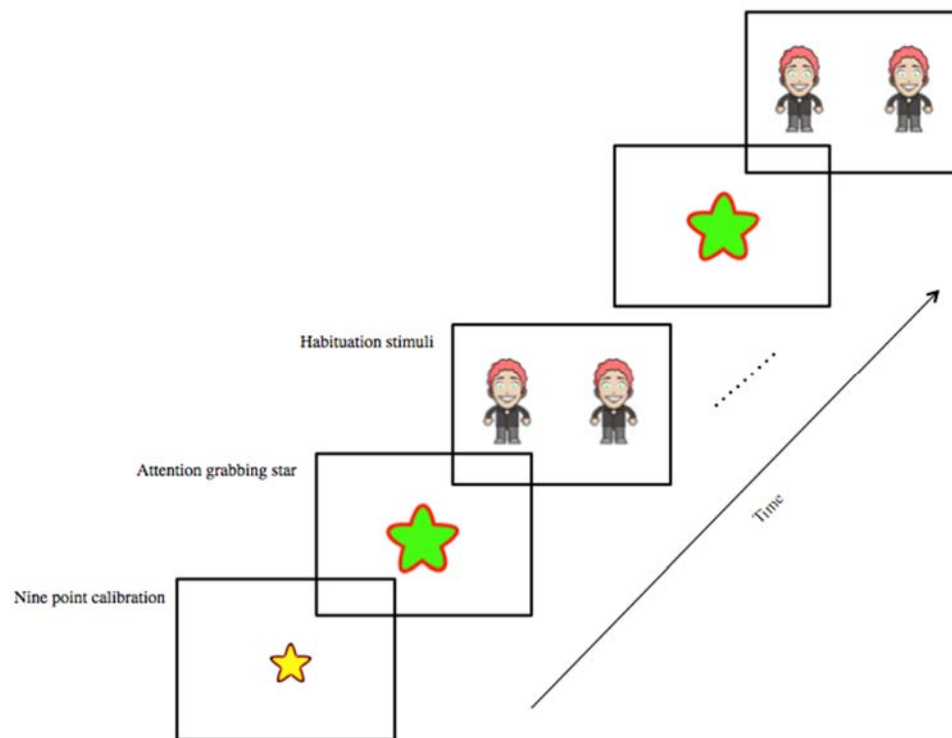 Habituation stimuli
Attention grabbing star
Time
Nine point calibration